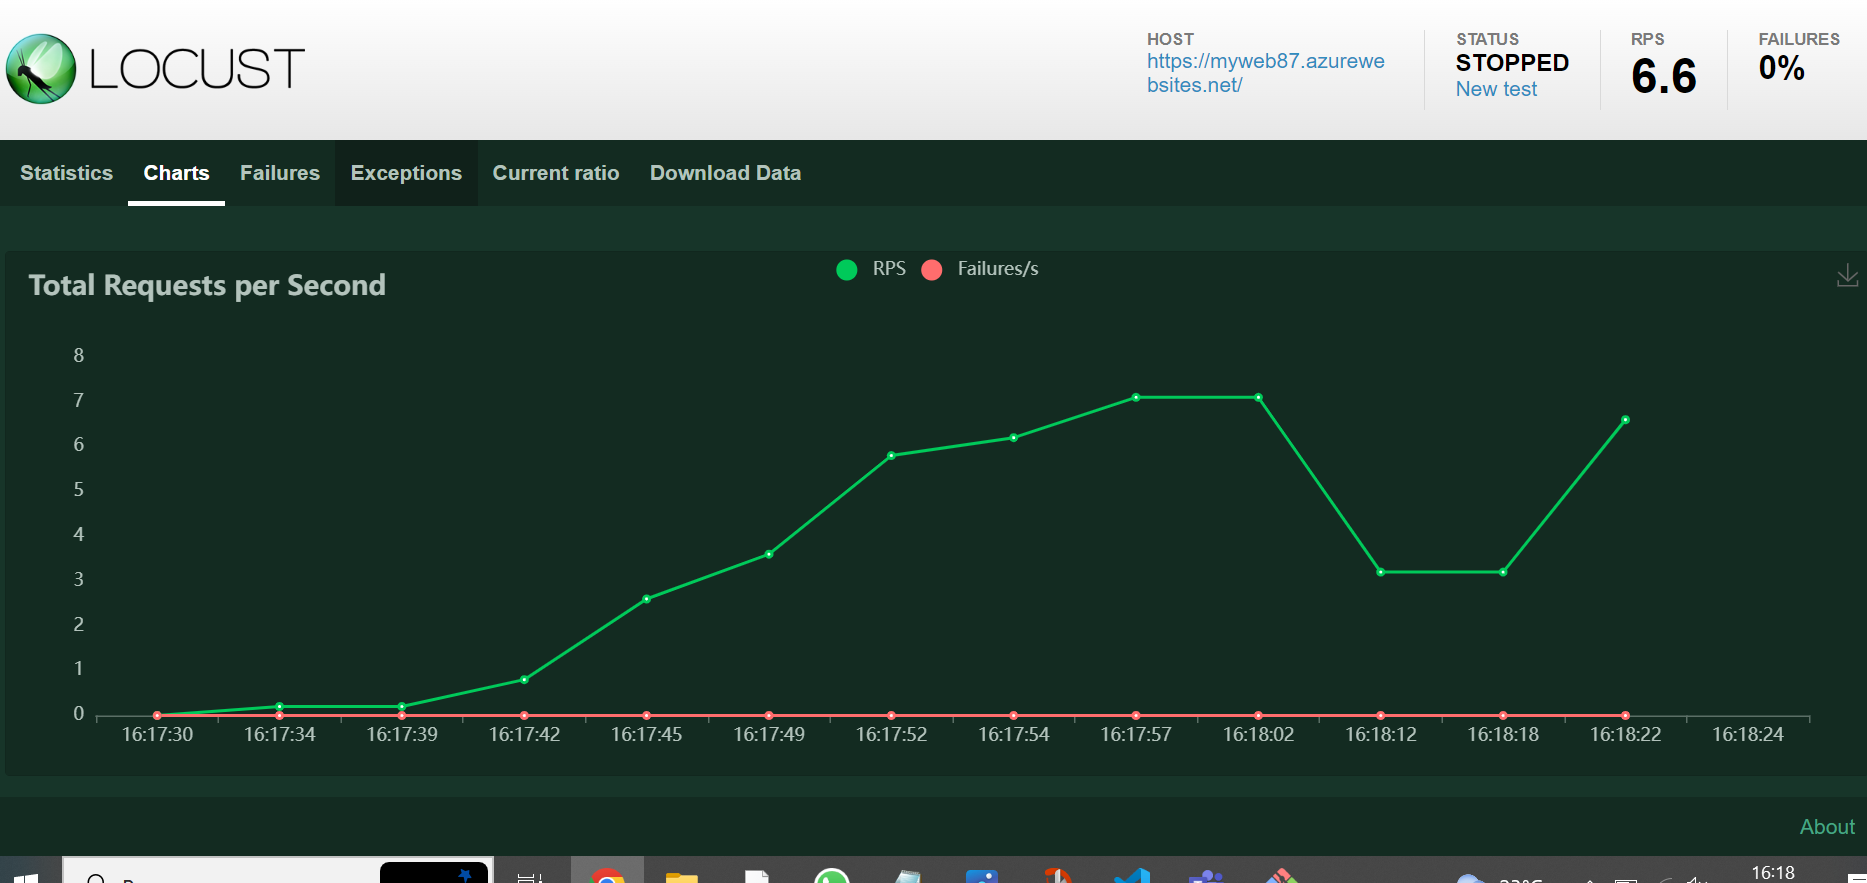 LOCUST
HOST
https://myweb87.azurewe
bsites.net/
STATUS
STOPPED
New test
RPS
6.6
FAILURES
0%
Statistics Charts Failures Exceptions Current ratio Download Data
Total Requests per Second
RPS Failures/s
8
7
6
5
4
3
2
1
0
16:17:30 16:17:34 16:17:39 16:17:42 16:17:45 16:17:49 16:17:52 16:17:54 16:17:57 16:18:02 16:18:12 16:18:18 16:18:22 16:18:24
About
16:18